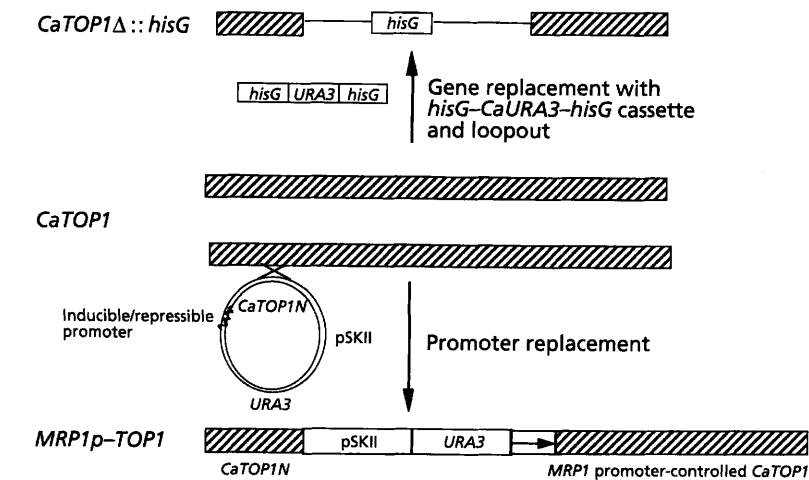 CaTOP1Δ :: hisG
hisG
hisG URA3 hisG
Gene replacement with
hisG–CaURA3–hisG cassette
and loopout
CaTOP1
Inducible/repressible
promoter
CaTOP1N
pSKII
URA3
Promoter replacement
MRP1p–TOP1
pSKII
URA3
CaTOP1N
MRP1 promoter-controlled CaTOP1